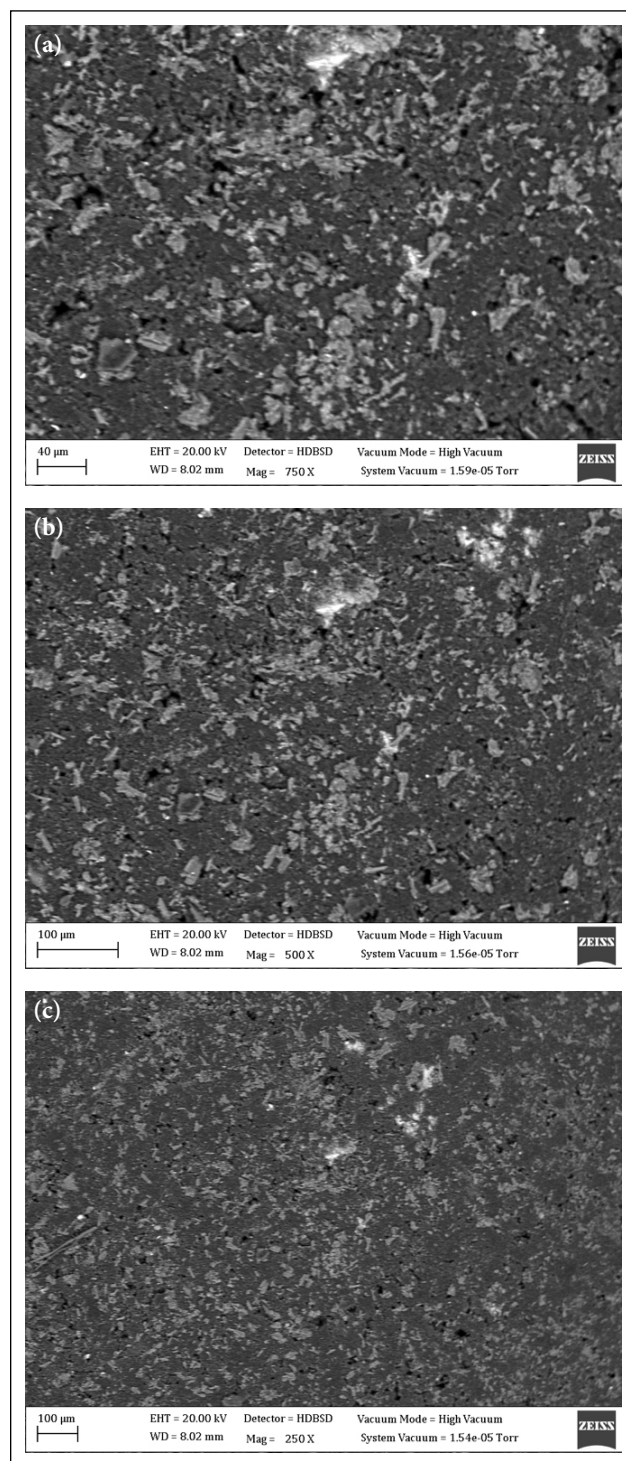 (a)
40 μm EHT = 20.00 kV Detector = HDBSD Vacuum Mode = High Vacuum
WD = 8.02 mm Mag = 750 X System Vacuum = 1.59e-05 Torr
ZEISS
(b)
100 μm EHT = 20.00 kV Detector = HDBSD Vacuum Mode = High Vacuum
WD = 8.02 mm Mag = 500 X System Vacuum = 1.56e-05 Torr
ZEISS
(c)
100 μm EHT = 20.00 kV Detector = HDBSD Vacuum Mode = High Vacuum
WD = 8.02 mm Mag = 250 X System Vacuum = 1.54e-05 Torr
ZEISS